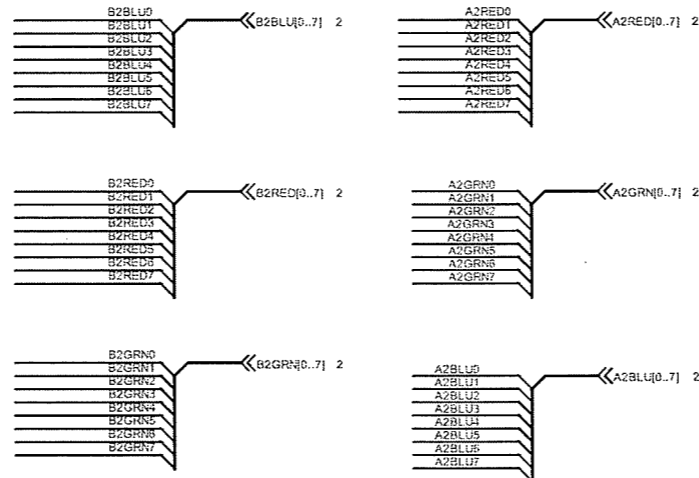 B2BLU0
B2BLU1
B2BLU2
B2BLU3
B2BLU4
B2BLU5
B2BLU6
B2BLU7
B2BLU[0..7] 2
A2RED0
A2RED1
A2RED2
A2RED3
A2RED4
A2RED5
A2RED6
A2RED7
A2RED[0..7] 2
B2RED0
B2RED1
B2RED2
B2RED3
B2RED4
B2RED5
B2RED6
B2RED7
B2RED[0..7] 2
A2GRN0
A2GRN1
A2GRN2
A2GRN3
A2GRN4
A2GRN5
A2GRN6
A2GRN7
A2GRN[0..7] 2
B2GRN0
B2GRN1
B2GRN2
B2GRN3
B2GRN4
B2GRN5
B2GRN6
B2GRN7
B2GRN[0..7] 2
A2BLU0
A2BLU1
A2BLU2
A2BLU3
A2BLU4
A2BLU5
A2BLU6
A2BLU7
A2BLU[0..7] 2